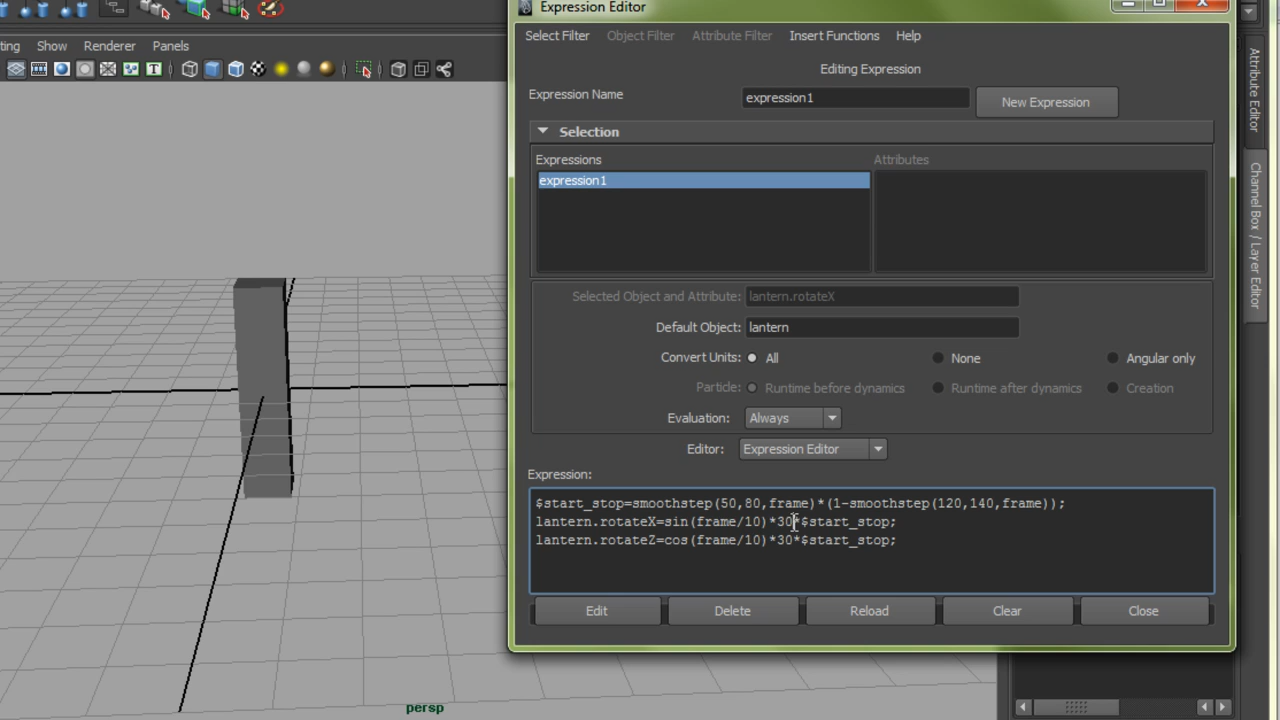 Expression Editor
ting Show Renderer Panels
Select Filter Object Filter Attribute Filter Insert Functions Help
T
Editing Expression
Expression Name expression1 New Expression
Selection
Expressions Attributes
expression1
Selected Object and Attribute: lantern.rotateX
Default Object: lantern
Convert Units: All None Angular only
Particle: Runtime before dynamics Runtime after dynamics Creation
Evaluation: Always
Editor: Expression Editor
Expression:
$start_stop=smoothstep(50,80,frame)*(1-smoothstep(120,140,frame));
lantern.rotateX=sin(frame/10)*30*$start_stop;
lantern.rotateZ=cos(frame/10)*30*$start_stop;
Edit Delete Reload Clear Close
persp
Attribute Editor
Channel Box / Layer Editor